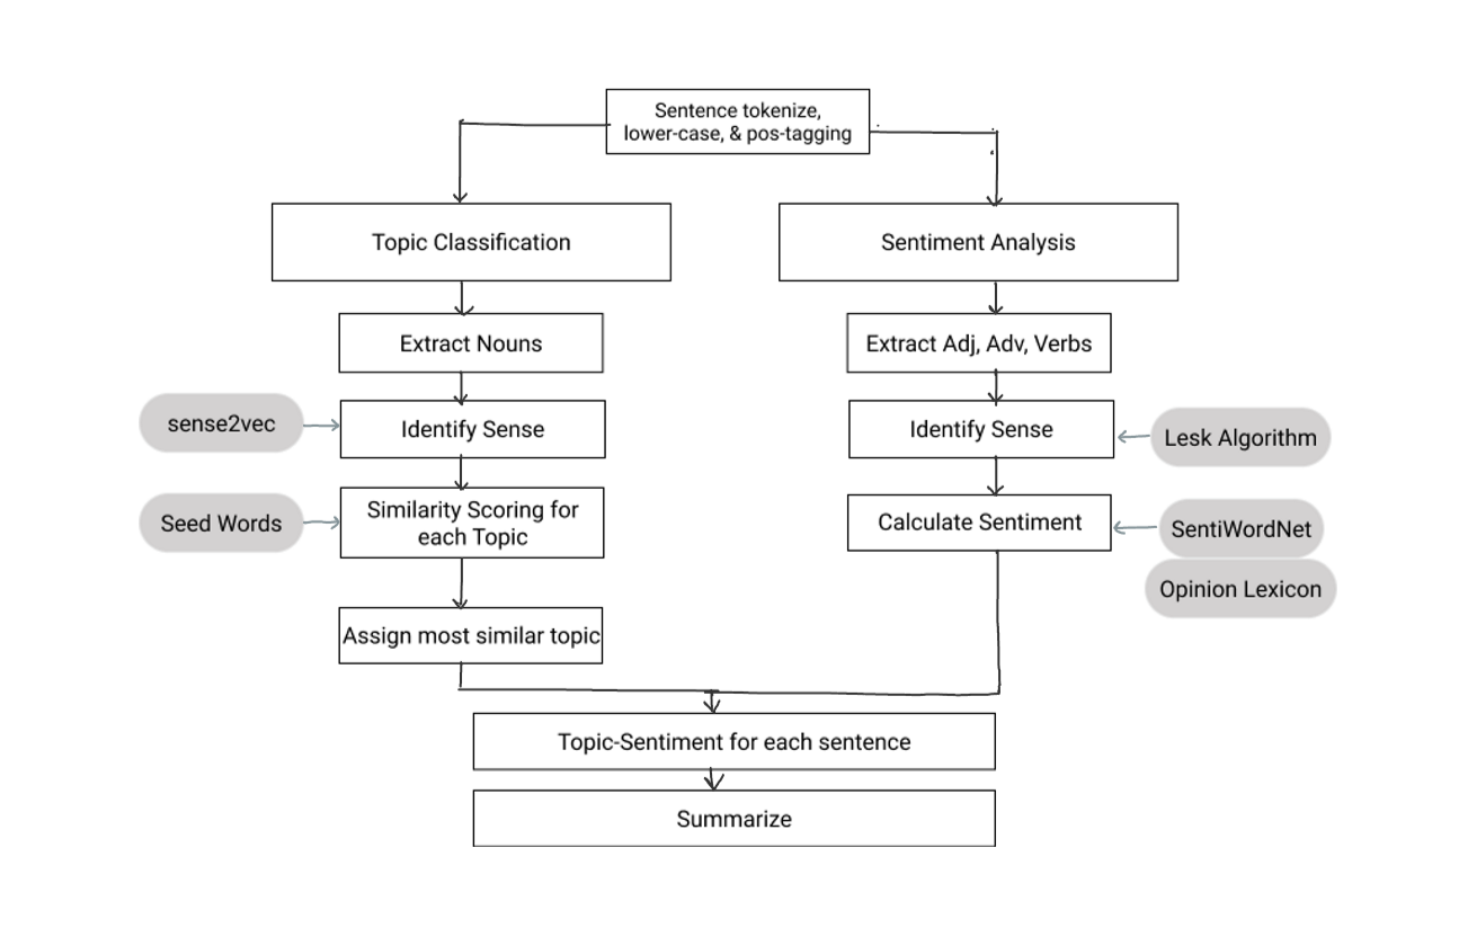 Sentence tokenize,
lower-case, & pos-tagging
Topic Classification
Sentiment Analysis
Extract Nouns
Extract Adj, Adv, Verbs
sense2vec
Identify Sense
Identify Sense
Lesk Algorithm
Seed Words
Similarity Scoring for
each Topic
Calculate Sentiment
SentiWordNet
Opinion Lexicon
Assign most similar topic
Topic-Sentiment for each sentence
Summarize